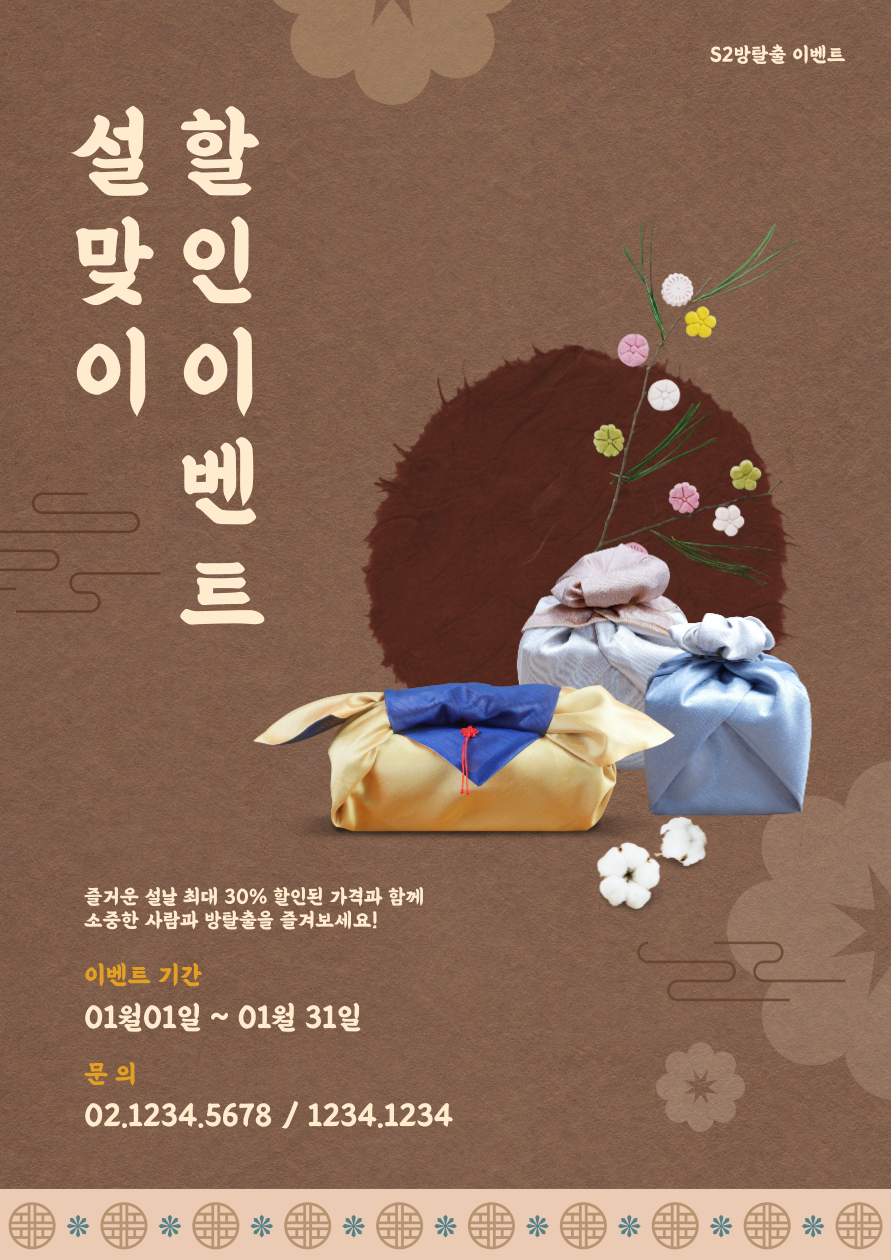 S2방탈출 이벤트
설맞이
할인이벤트
즐거운 설날 최대 30% 할인된 가격과 함께
소중한 사람과 방탈출을 즐겨보세요!
이벤트 기간
01월01일 ~ 01월 31일
문 의
02.1234.5678 / 1234.1234